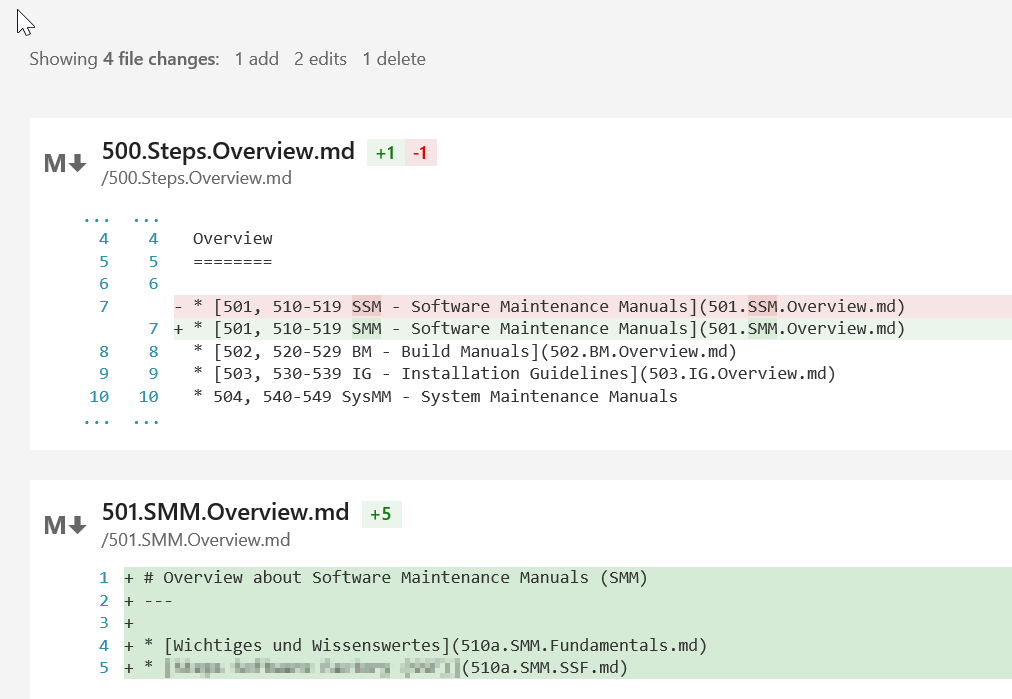 Showing 4 file changes: 1 add 2 edits 1 delete
M 500.Steps.Overview.md +1 -1
/500.Steps.Overview.md
... ...
4 4 Overview
5 5 ========
6 6
7 - * [501, 510-519 SSM - Software Maintenance Manuals](501.SSM.Overview.md)
7 + * [501, 510-519 SMM - Software Maintenance Manuals](501.SMM.Overview.md)
8 8 * [502, 520-529 BM - Build Manuals](502.BM.Overview.md)
9 9 * [503, 530-539 IG - Installation Guidelines](503.IG.Overview.md)
10 10 * 504, 540-549 SysMM - System Maintenance Manuals
... ...
M 501.SMM.Overview.md +5
/501.SMM.Overview.md
1 + # Overview about Software Maintenance Manuals (SMM)
2 + ---
3 +
4 + * [Wichtiges und Wissenswertes](510a.SMM.Fundamentals.md)
5 + * (510a.SMM.SSF.md)